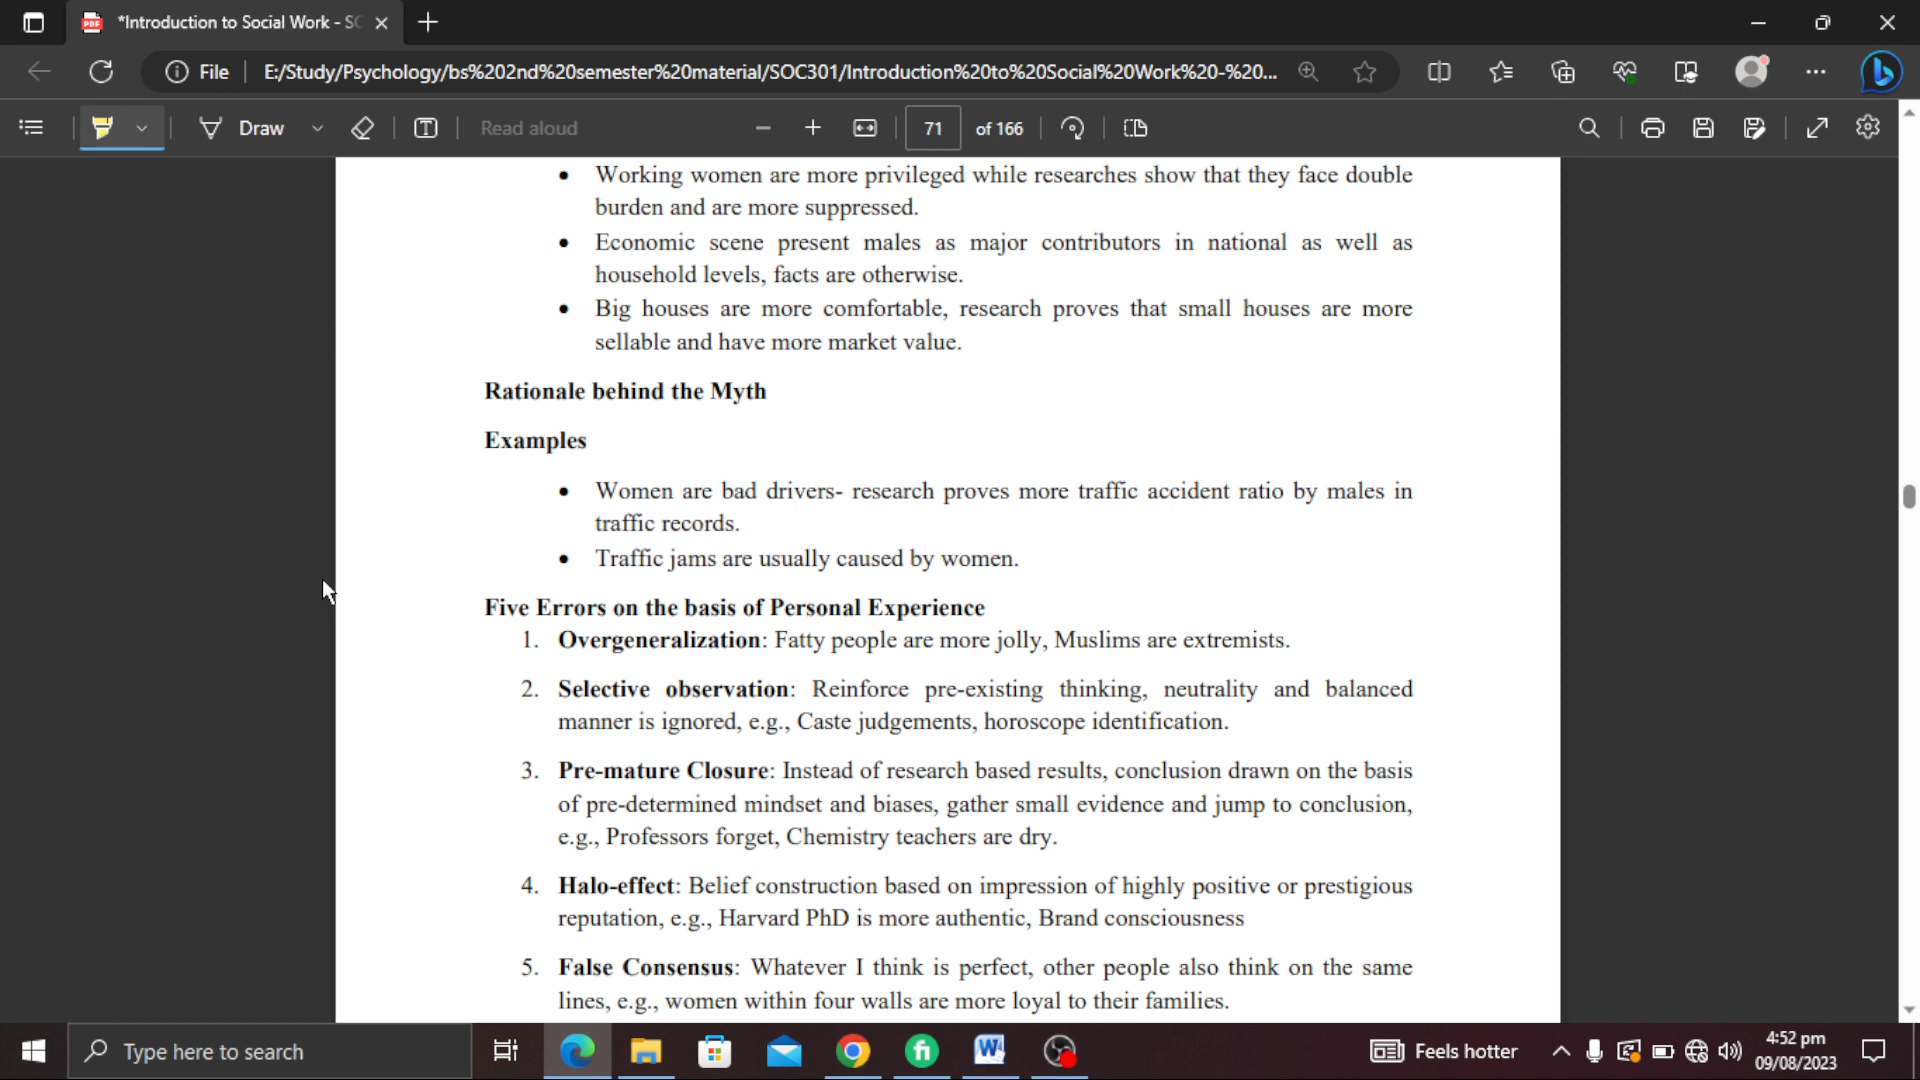 *Introduction to Social Work - SC
File
E:/Study/Psychology/bs%202nd%20semester%20material/SOC301/Introduction%20to%20Social%20Work%20-%20...
Draw
Read aloud
71 of 166
• Working women are more privileged while researches show that they face double
burden and are more suppressed.
• Economic scene present males as major contributors in national as well as
household levels, facts are otherwise.
• Big houses are more comfortable, research proves that small houses are more
sellable and have more market value.
Rationale behind the Myth
Examples
• Women are bad drivers- research proves more traffic accident ratio by males in
traffic records.
• Traffic jams are usually caused by women.
Five Errors on the basis of Personal Experience
1. Overgeneralization: Fatty people are more jolly, Muslims are extremists.
2. Selective observation: Reinforce pre-existing thinking, neutrality and balanced
manner is ignored, e.g., Caste judgements, horoscope identification.
3. Pre-mature Closure: Instead of research based results, conclusion drawn on the basis
of pre-determined mindset and biases, gather small evidence and jump to conclusion,
e.g., Professors forget, Chemistry teachers are dry.
4. Halo-effect: Belief construction based on impression of highly positive or prestigious
reputation, e.g., Harvard PhD is more authentic, Brand consciousness
5. False Consensus: Whatever I think is perfect, other people also think on the same
lines, e.g., women within four walls are more loyal to their families.
Type here to search
Feels hotter
4:52 pm
09/08/2023